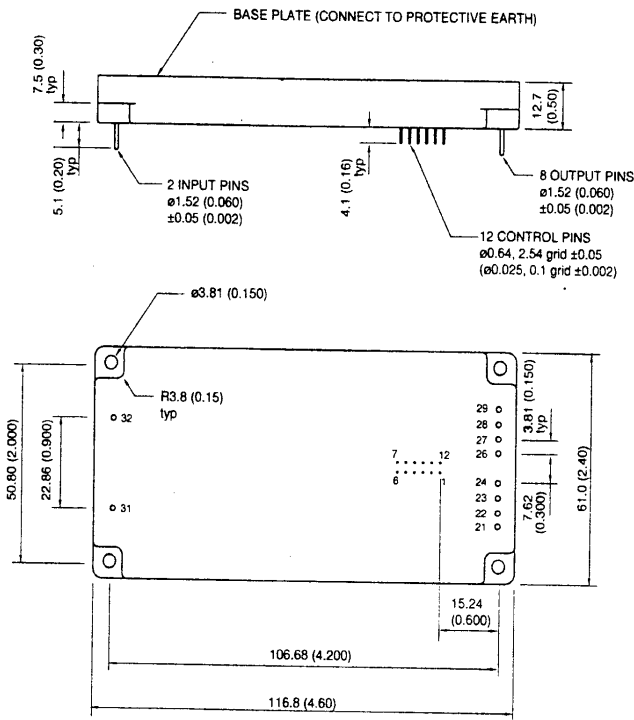 BASE PLATE (CONNECT TO PROTECTIVE EARTH)
7.5 (0.30)
typ
12.7
(0.50)
5.1 (0.20)
typ
2 INPUT PINS
ø1.52 (0.060)
±0.05 (0.002)
4.1 (0.16)
typ
8 OUTPUT PINS
ø1.52 (0.060)
±0.05 (0.002)
12 CONTROL PINS
ø0.64, 2.54 grid ±0.05
(ø0.025, 0.1 grid ±0.002)
ø3.81 (0.150)
R3.8 (0.15)
typ
50.80 (2.000)
22.86 (0.900)
32
31
7
12
6
1
29
28
27
26
24
23
22
21
3.81 (0.150)
typ
7.62
(0.300)
61.0 (2.40)
15.24
(0.600)
106.68 (4.200)
116.8 (4.60)